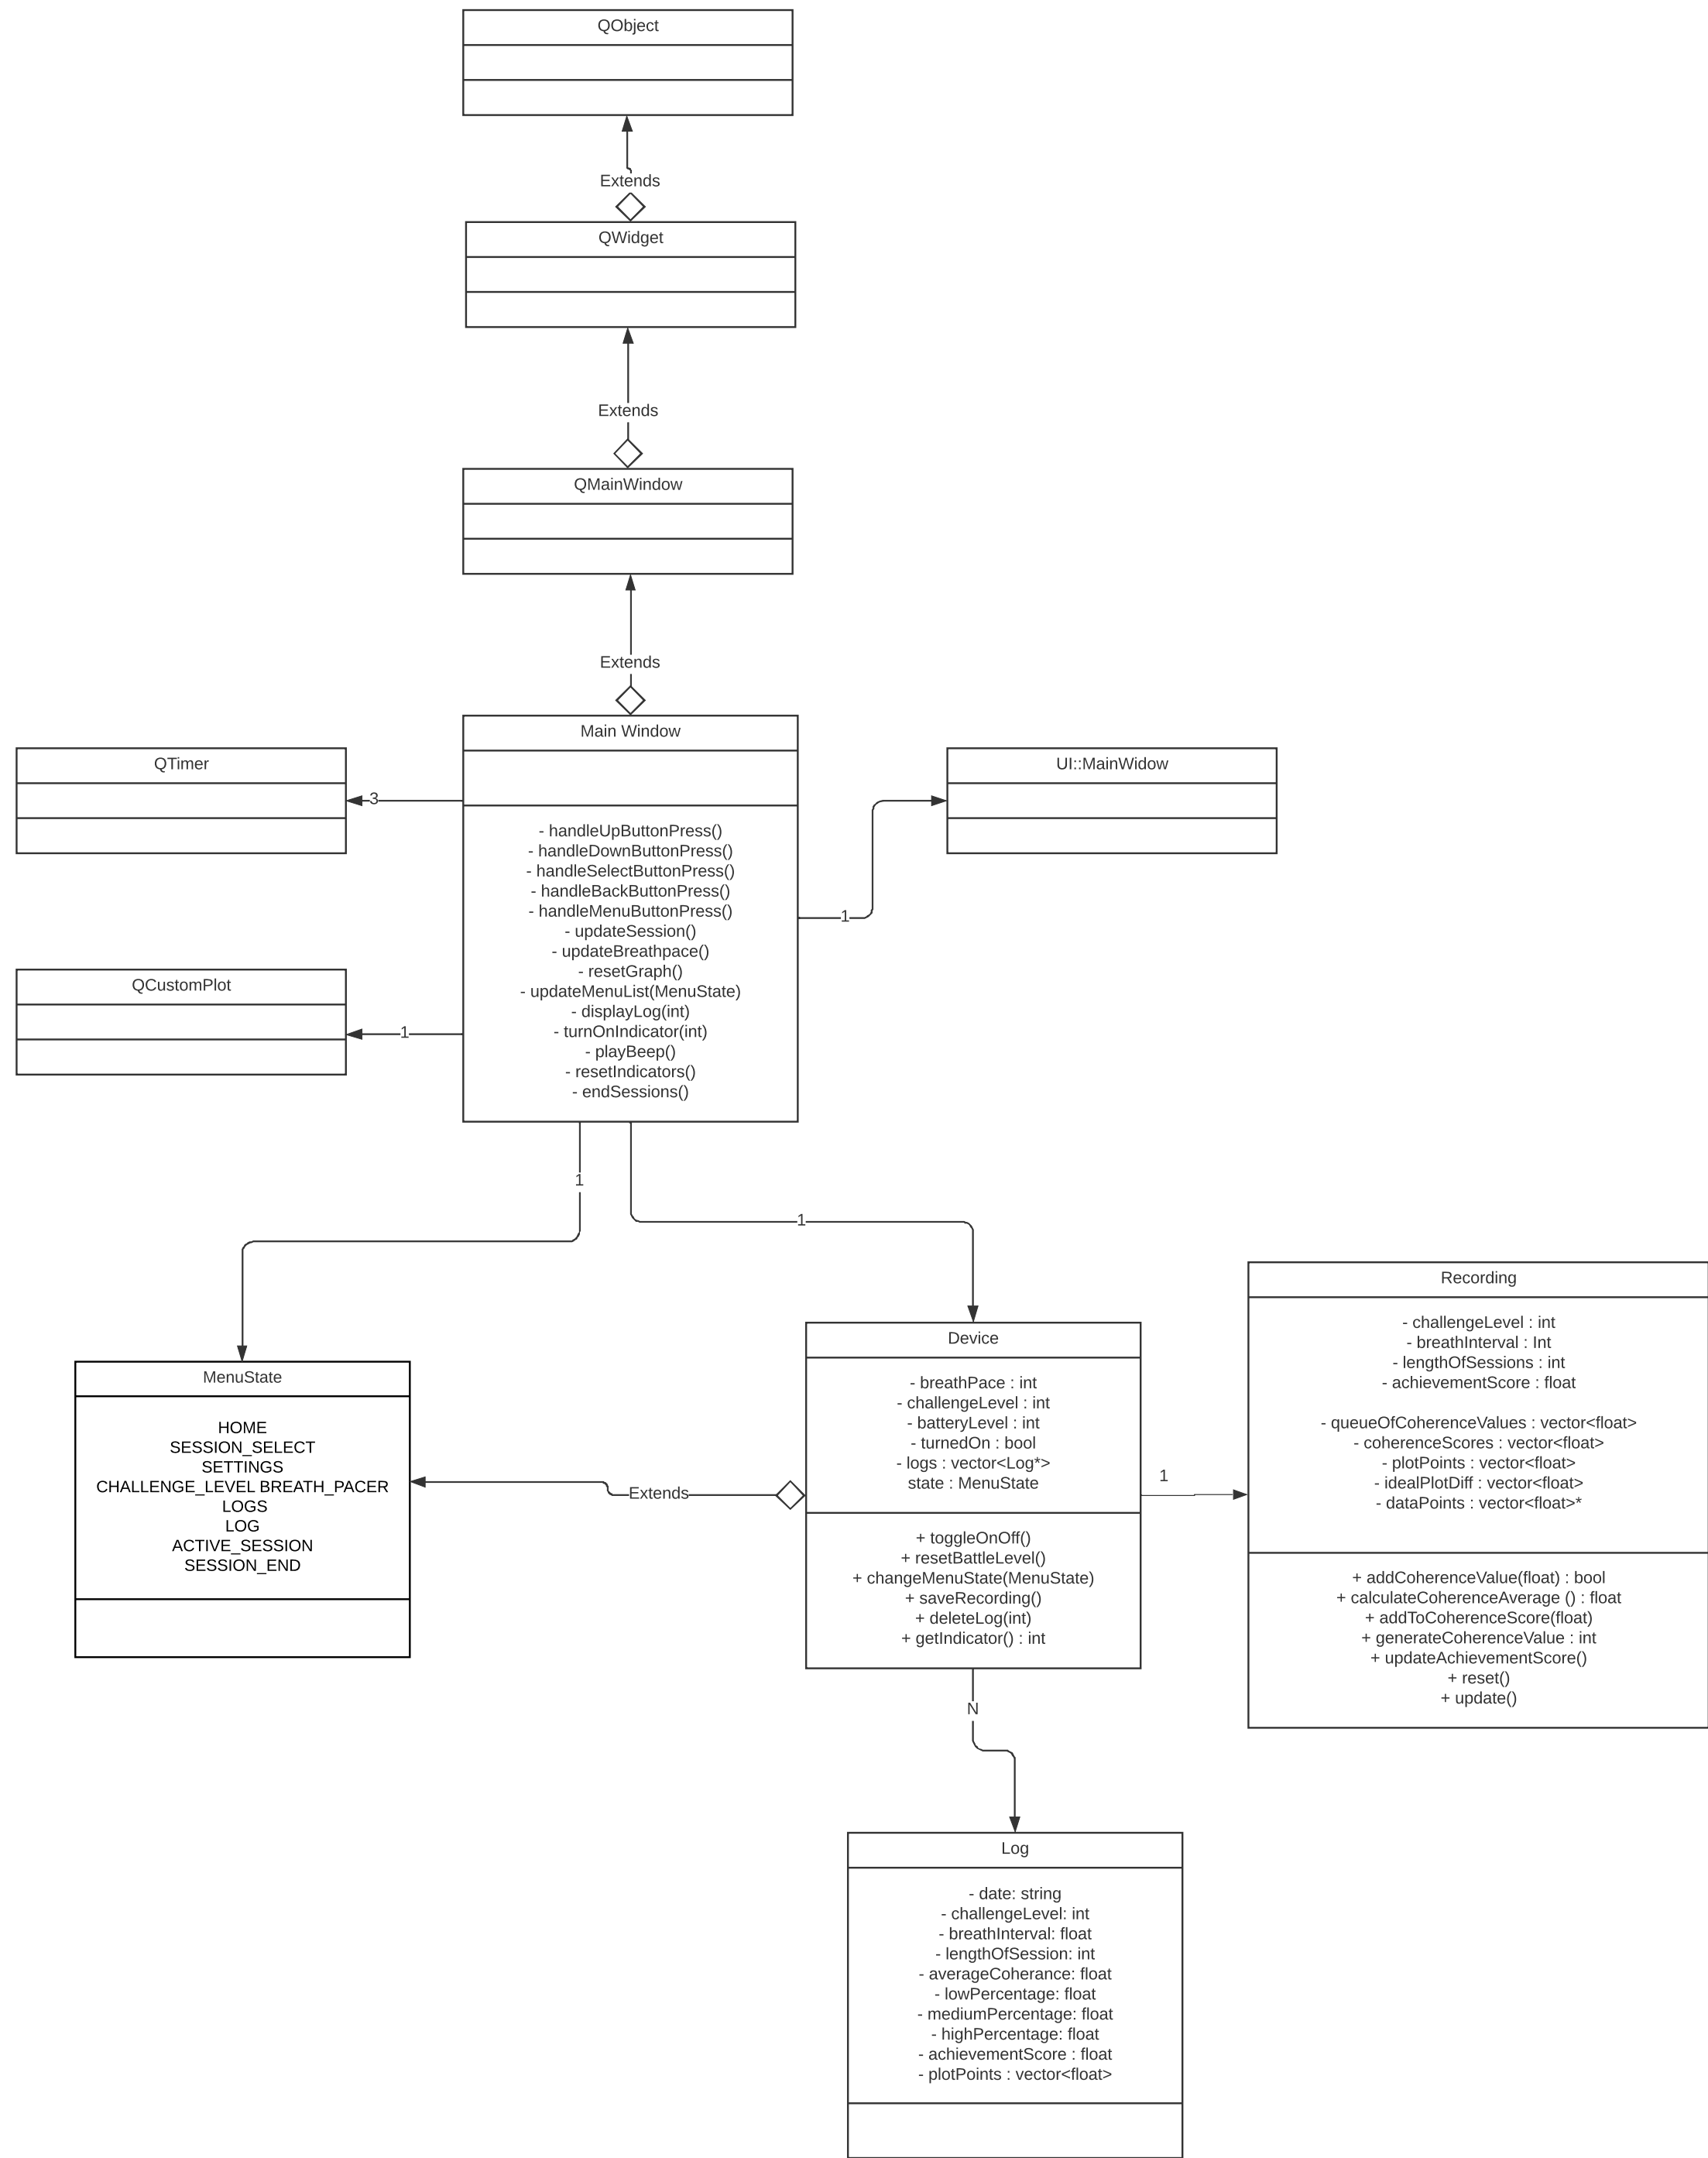 QObject
Extends
QWidget
Extends
QMainWindow
Extends
Main Window
- handleUpButtonPress()
- handleDownButtonPress()
- handleSelectButtonPress()
- handleBackButtonPress()
- handleMenuButtonPress()
- updateSession()
- updateBreathpace()
- resetGraph()
- updateMenuList(MenuState)
- displayLog(int)
- turnOnIndicator(int)
- playBeep()
- resetIndicators()
- endSessions()
QTimer
3
UI::MainWidow
1
QCustomPlot
1
1
1
MenuState
HOME
SESSION_SELECT
SETTINGS
CHALLENGE_LEVEL BREATH_PACER
LOGS
LOG
ACTIVE_SESSION
SESSION_END
Extends
Device
- breathPace : int
- challengeLevel : int
- batteryLevel : int
- turnedOn : bool
- logs : vector<Log*>
state : MenuState
+ toggleOnOff()
+ resetBattleLevel()
+ changeMenuState(MenuState)
+ saveRecording()
+ deleteLog(int)
+ getIndicator() : int
1
Recording
- challengeLevel : int
- breathInterval : Int
- lengthOfSessions : int
- achievementScore : float
- queueOfCoherenceValues : vector<float>
- coherenceScores : vector<float>
- plotPoints : vector<float>
- idealPlotDiff : vector<float>
- dataPoints : vector<float>*
+ addCoherenceValue(float) : bool
+ calculateCoherenceAverage () : float
+ addToCoherenceScore(float)
+ generateCoherenceValue : int
+ updateAchievementScore()
+ reset()
+ update()
N
Log
- date: string
- challengeLevel: int
- breathInterval: float
- lengthOfSession: int
- averageCoherance: float
- lowPercentage: float
- mediumPercentage: float
- highPercentage: float
- achievementScore : float
- plotPoints : vector<float>